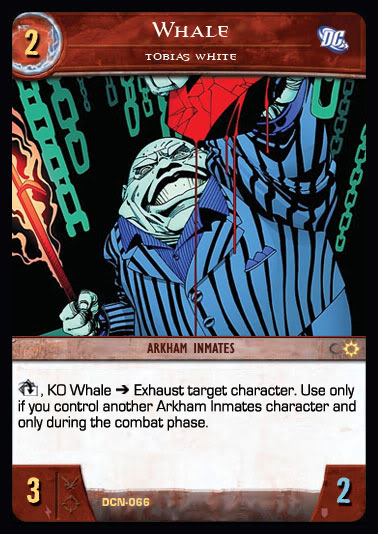 2
WHALE
TOBIAS WHITE
DC
ARKHAM INMATES
, KO Whale ➔ Exhaust target character. Use only
if you control another Arkham Inmates character and
only during the combat phase.
3
DCN-066
2